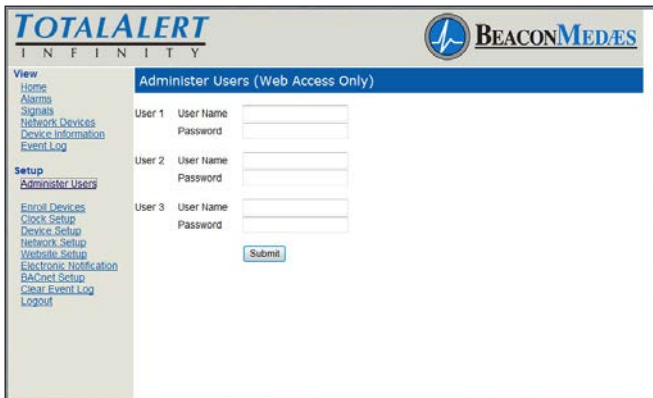 TOTALALERT
INFINITY
BEACONMEDÆS
View
Home
Alarms
Signals
Network Devices
Device Information
Event Log
Setup
Administer Users
Enroll Devices
Clock Setup
Device Setup
Network Setup
Website Setup
Electronic Notification
BACnet Setup
Clear Event Log
Logout
Administer Users (Web Access Only)
User 1 User Name
Password
User 2 User Name
Password
User 3 User Name
Password
Submit